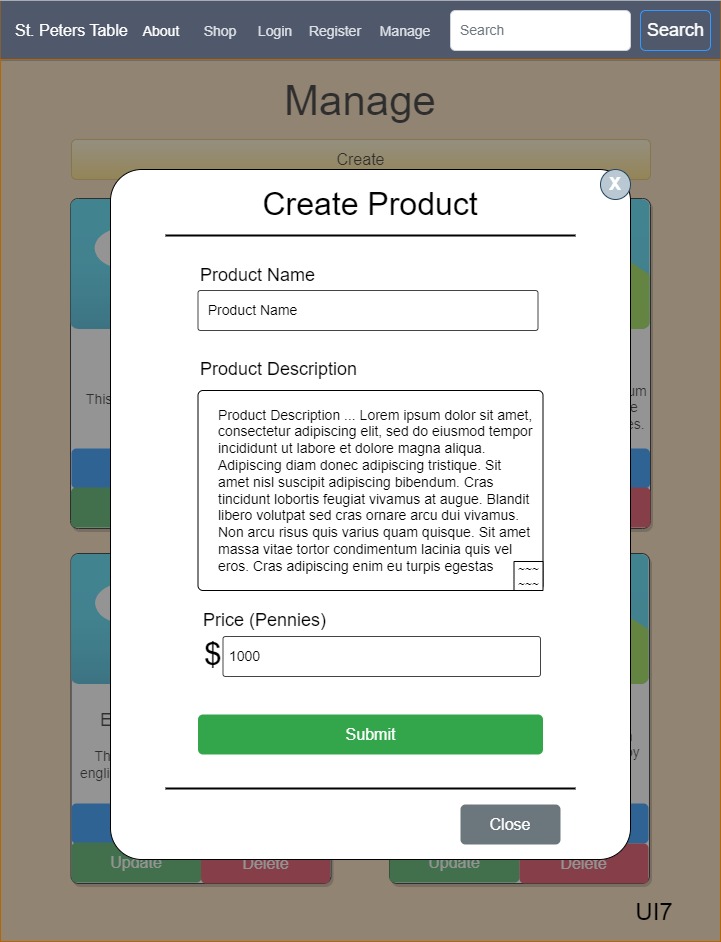 St. Peters Table About Shop Login Register Manage Search Search
Manage
Create
X
Create Product
Product Name
Product Name
Product Description
Product Description ... Lorem ipsum dolor sit amet,
consectetur adipiscing elit, sed do eiusmod tempor
incididunt ut labore et dolore magna aliqua.
Adipiscing diam donec adipiscing tristique. Sit
amet nisl suscipit adipiscing bibendum. Cras
tincidunt lobortis feugiat vivamus at augue. Blandit
libero volutpat sed cras ornare arcu dui vivamus.
Non arcu risus quis varius quam quisque. Sit amet
massa vitae tortor condimentum lacinia quis vel
eros. Cras adipiscing enim eu turpis egestas
~~~
~~~
Price (Pennies)
$ 1000
Submit
Close
This
Update Delete Update Delete
UI7